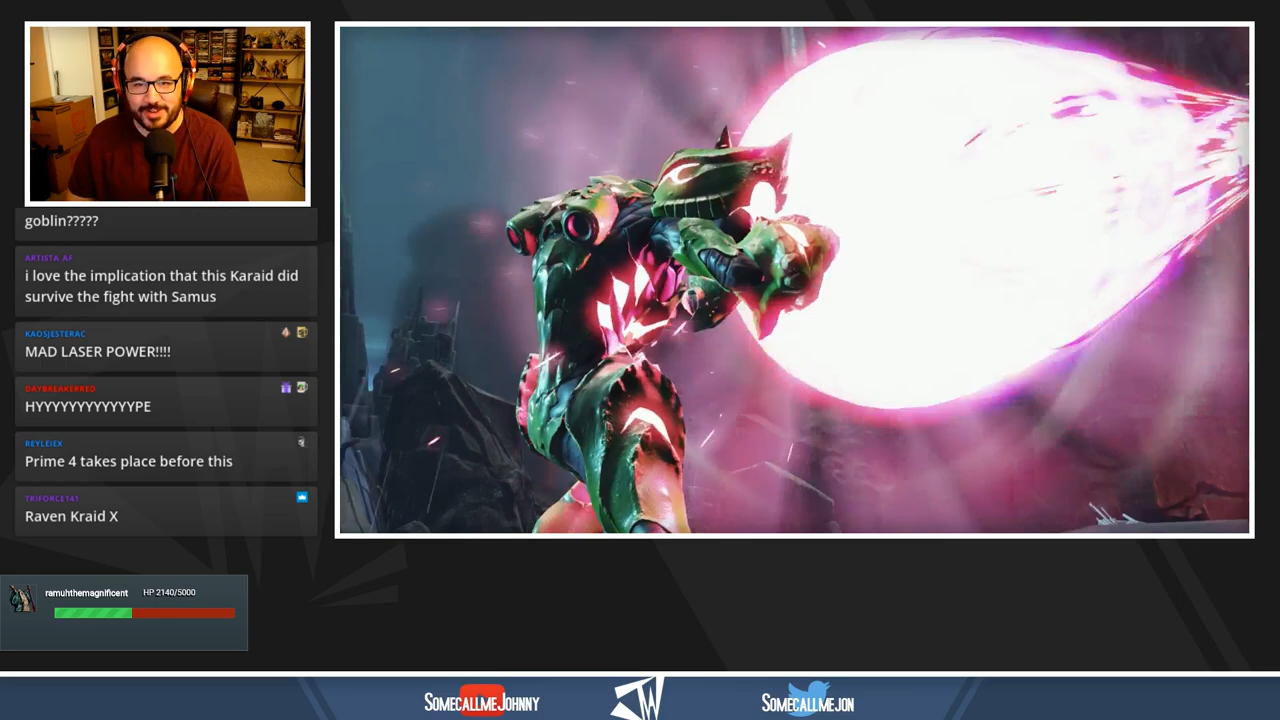 goblin?????
ARTISTA_AF
i love the implication that this Karaid did
survive the fight with Samus
KAOSJESTERAC
MAD LASER POWER!!!!
DAYBREAKERRED
HYYYYYYYYYYYYPE
REYLEIEX
Prime 4 takes place before this
TRIFORCE141
Raven Kraid X
ramuhthemagnificent HP 2140/5000
SOMECALLMEJOHNNY
SOMECALLMEJON